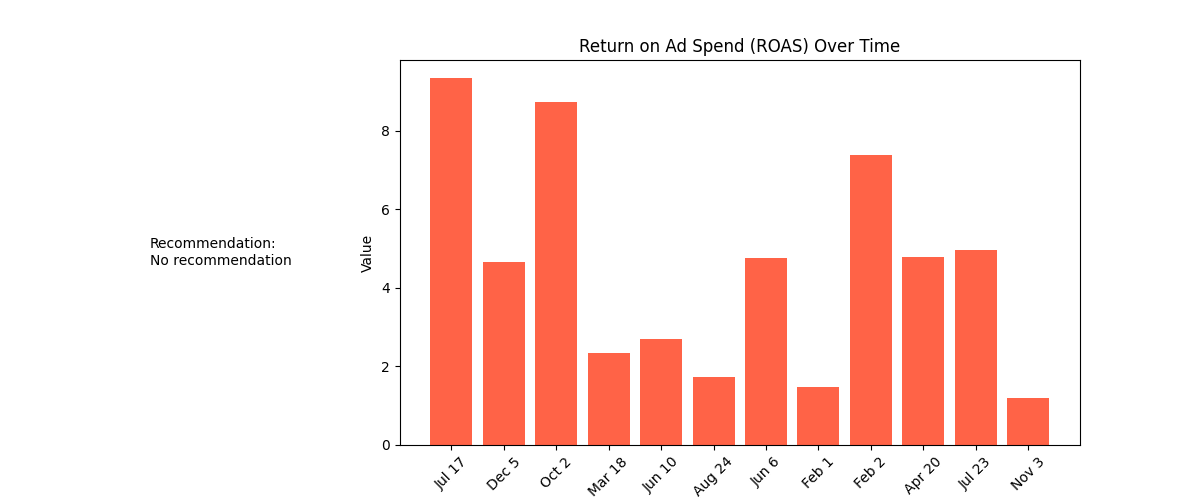 Return on Ad Spend (ROAS) Over Time
Recommendation:
No recommendation
Value
8
6
4
2
0
Jul 17
Dec 5
Oct 2
Mar 18
Jun 10
Aug 24
Jun 6
Feb 1
Feb 2
Apr 20
Jul 23
Nov 3